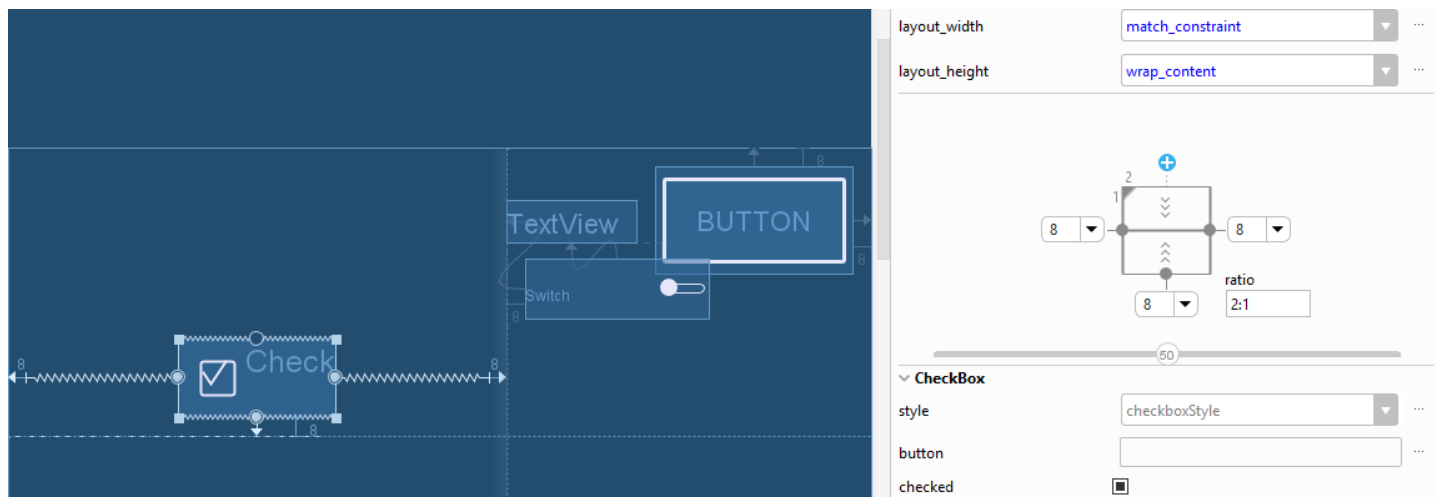 layout_width
match_constraint
...
layout_height
wrap_content
...
8
TextView
BUTTON
8
Switch
8
8
Check
8
8
2
1
8
8
ratio
8
2:1
50
CheckBox
style
checkboxStyle
...
button
...
checked